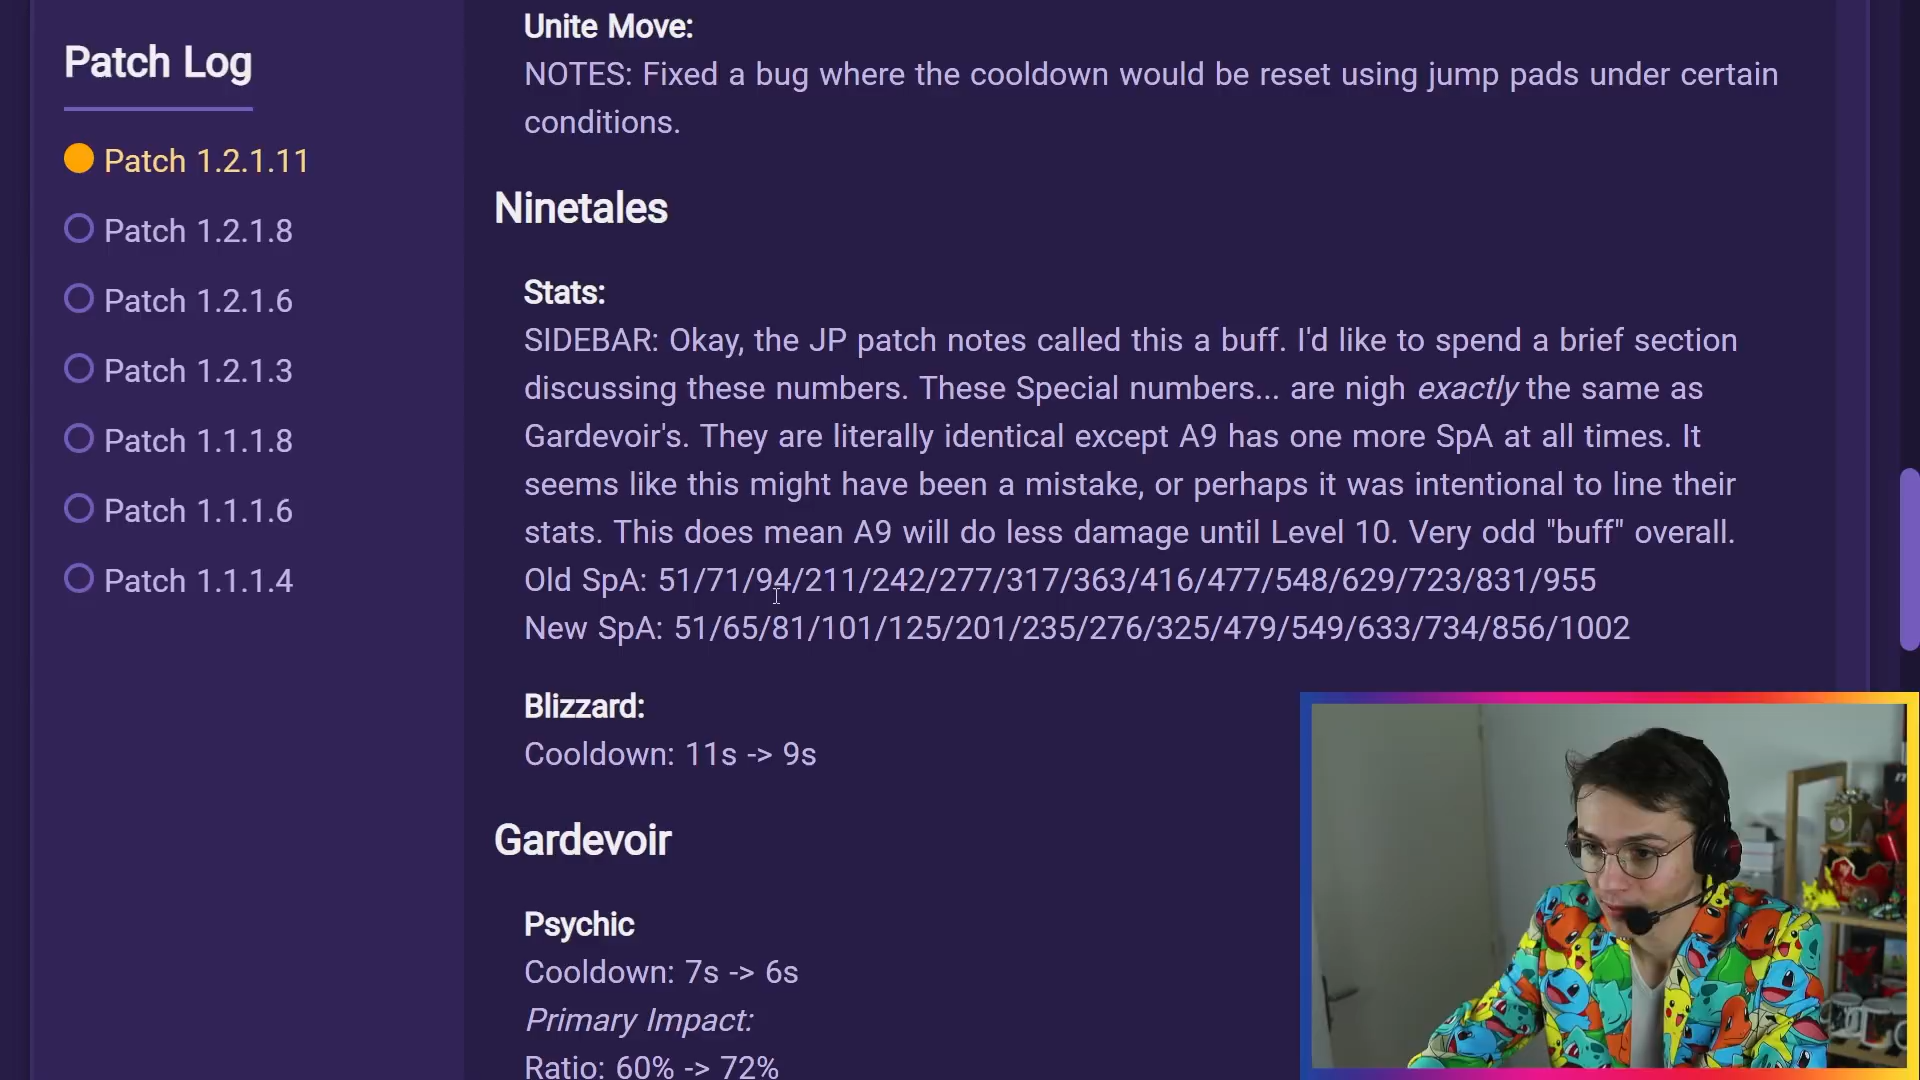 Patch Log
Patch 1.2.1.11
Patch 1.2.1.8
Patch 1.2.1.6
Patch 1.2.1.3
Patch 1.1.1.8
Patch 1.1.1.6
Patch 1.1.1.4
Unite Move:
NOTES: Fixed a bug where the cooldown would be reset using jump pads under certain
conditions.
Ninetales
Stats:
SIDEBAR: Okay, the JP patch notes called this a buff. I'd like to spend a brief section
discussing these numbers. These Special numbers... are nigh exactly the same as
Gardevoir's. They are literally identical except A9 has one more SpA at all times. It
seems like this might have been a mistake, or perhaps it was intentional to line their
stats. This does mean A9 will do less damage until Level 10. Very odd "buff" overall.
Old SpA: 51/71/94/211/242/277/317/363/416/477/548/629/723/831/955
New SpA: 51/65/81/101/125/201/235/276/325/479/549/633/734/856/1002
Blizzard:
Cooldown: 11s -> 9s
Gardevoir
Psychic
Cooldown: 7s -> 6s
Primary Impact:
Ratio: 60% -> 72%